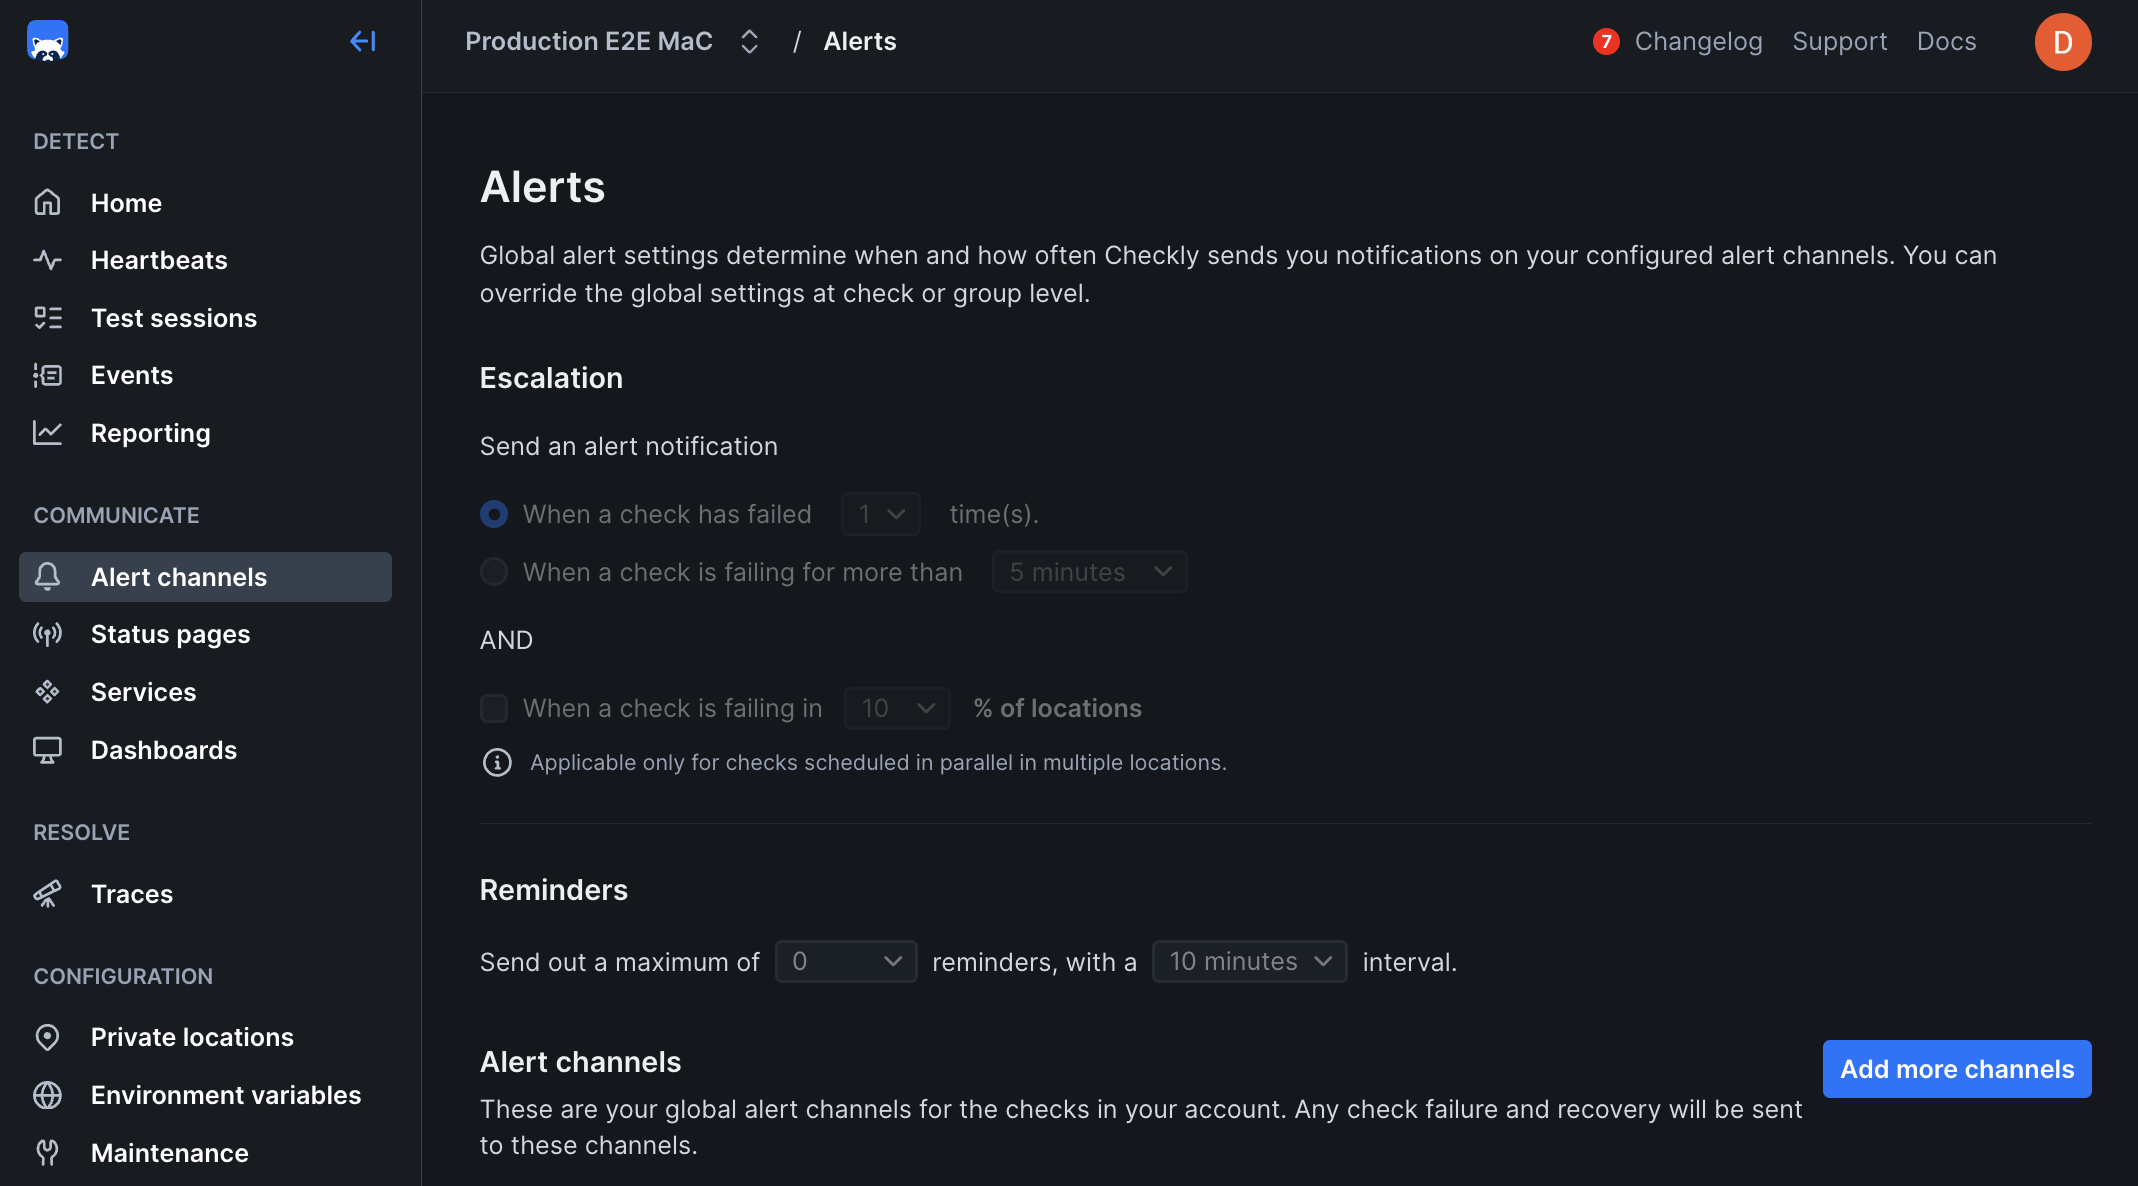 Production E2E MaC / Alerts
7 Changelog Support Docs D
DETECT
Home
Heartbeats
Test sessions
Events
Reporting
COMMUNICATE
Alert channels
Status pages
Services
Dashboards
RESOLVE
Traces
CONFIGURATION
Private locations
Environment variables
Maintenance
Alerts
Global alert settings determine when and how often Checkly sends you notifications on your configured alert channels. You can
override the global settings at check or group level.
Escalation
Send an alert notification
When a check has failed 1 time(s).
When a check is failing for more than 5 minutes
AND
When a check is failing in 10 % of locations
Applicable only for checks scheduled in parallel in multiple locations.
Reminders
Send out a maximum of 0 reminders, with a 10 minutes interval.
Alert channels
Add more channels
These are your global alert channels for the checks in your account. Any check failure and recovery will be sent
to these channels.